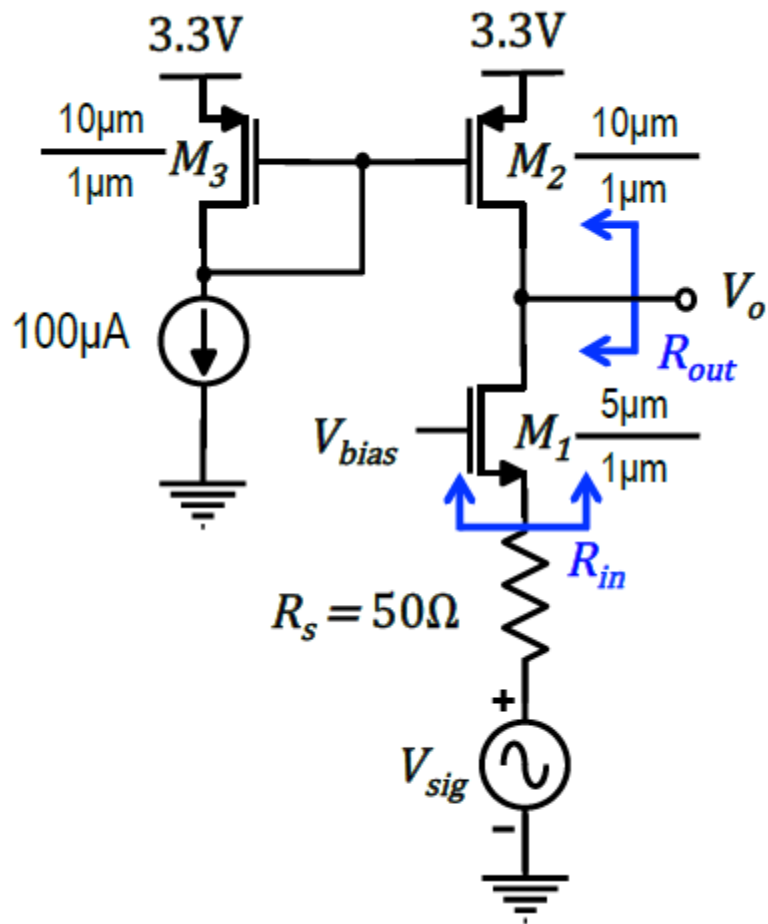 3.3V
3.3V
10µm
1µm
M3
M2
10µm
1µm
100µA
Vo
Rout
Vbias
M1
5µm
1µm
Rin
Rs = 50Ω
+
Vsig
−